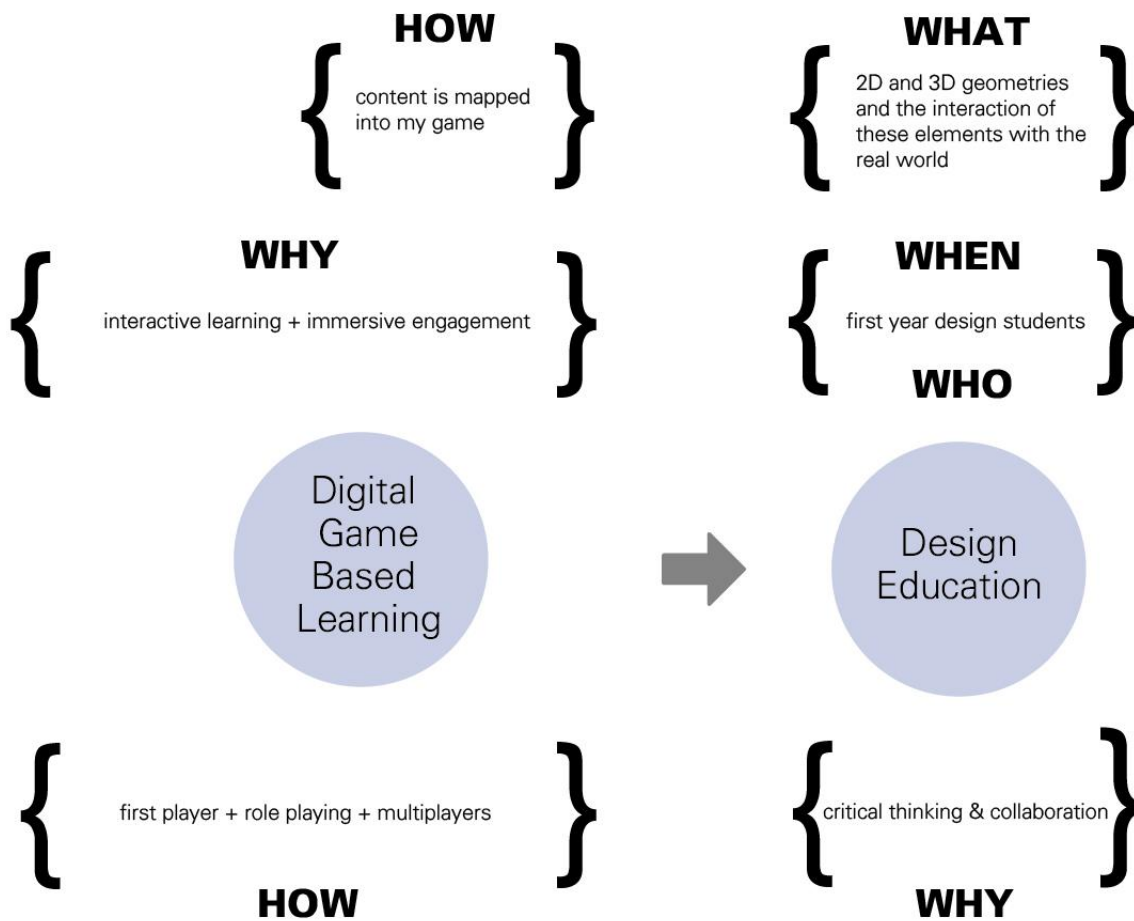 HOW
content is mapped
into my game
WHAT
2D and 3D geometries
and the interaction of
these elements with the
real world
WHY
interactive learning + immersive engagement
WHEN
first year design students
WHO
Digital
Game
Based
Learning
Design
Education
first player + role playing + multiplayers
HOW
critical thinking & collaboration
WHY